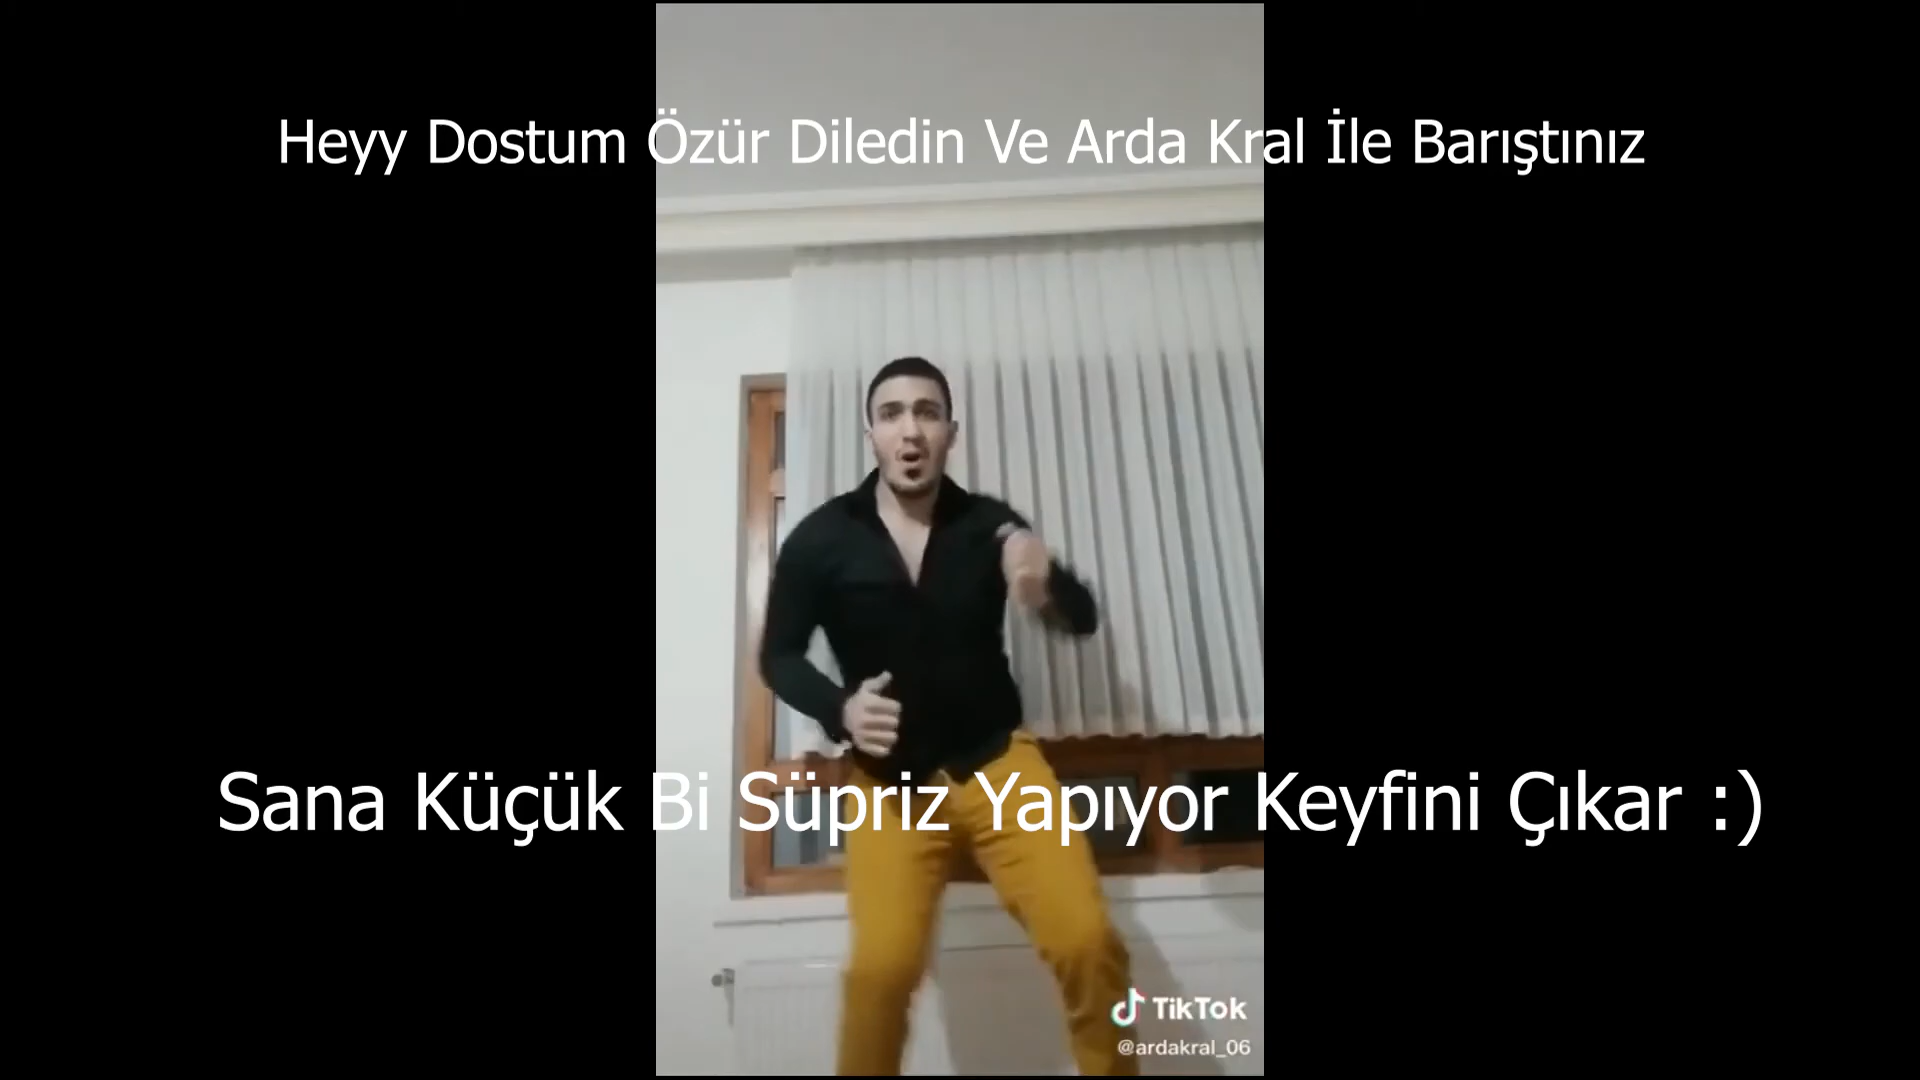 Heyy Dostum Özür Diledin Ve Arda Kral İle Barıştınız
Sana Küçük Bi Süpriz Yapıyor Keyfini Çıkar :)
TikTok
@ardakral_06